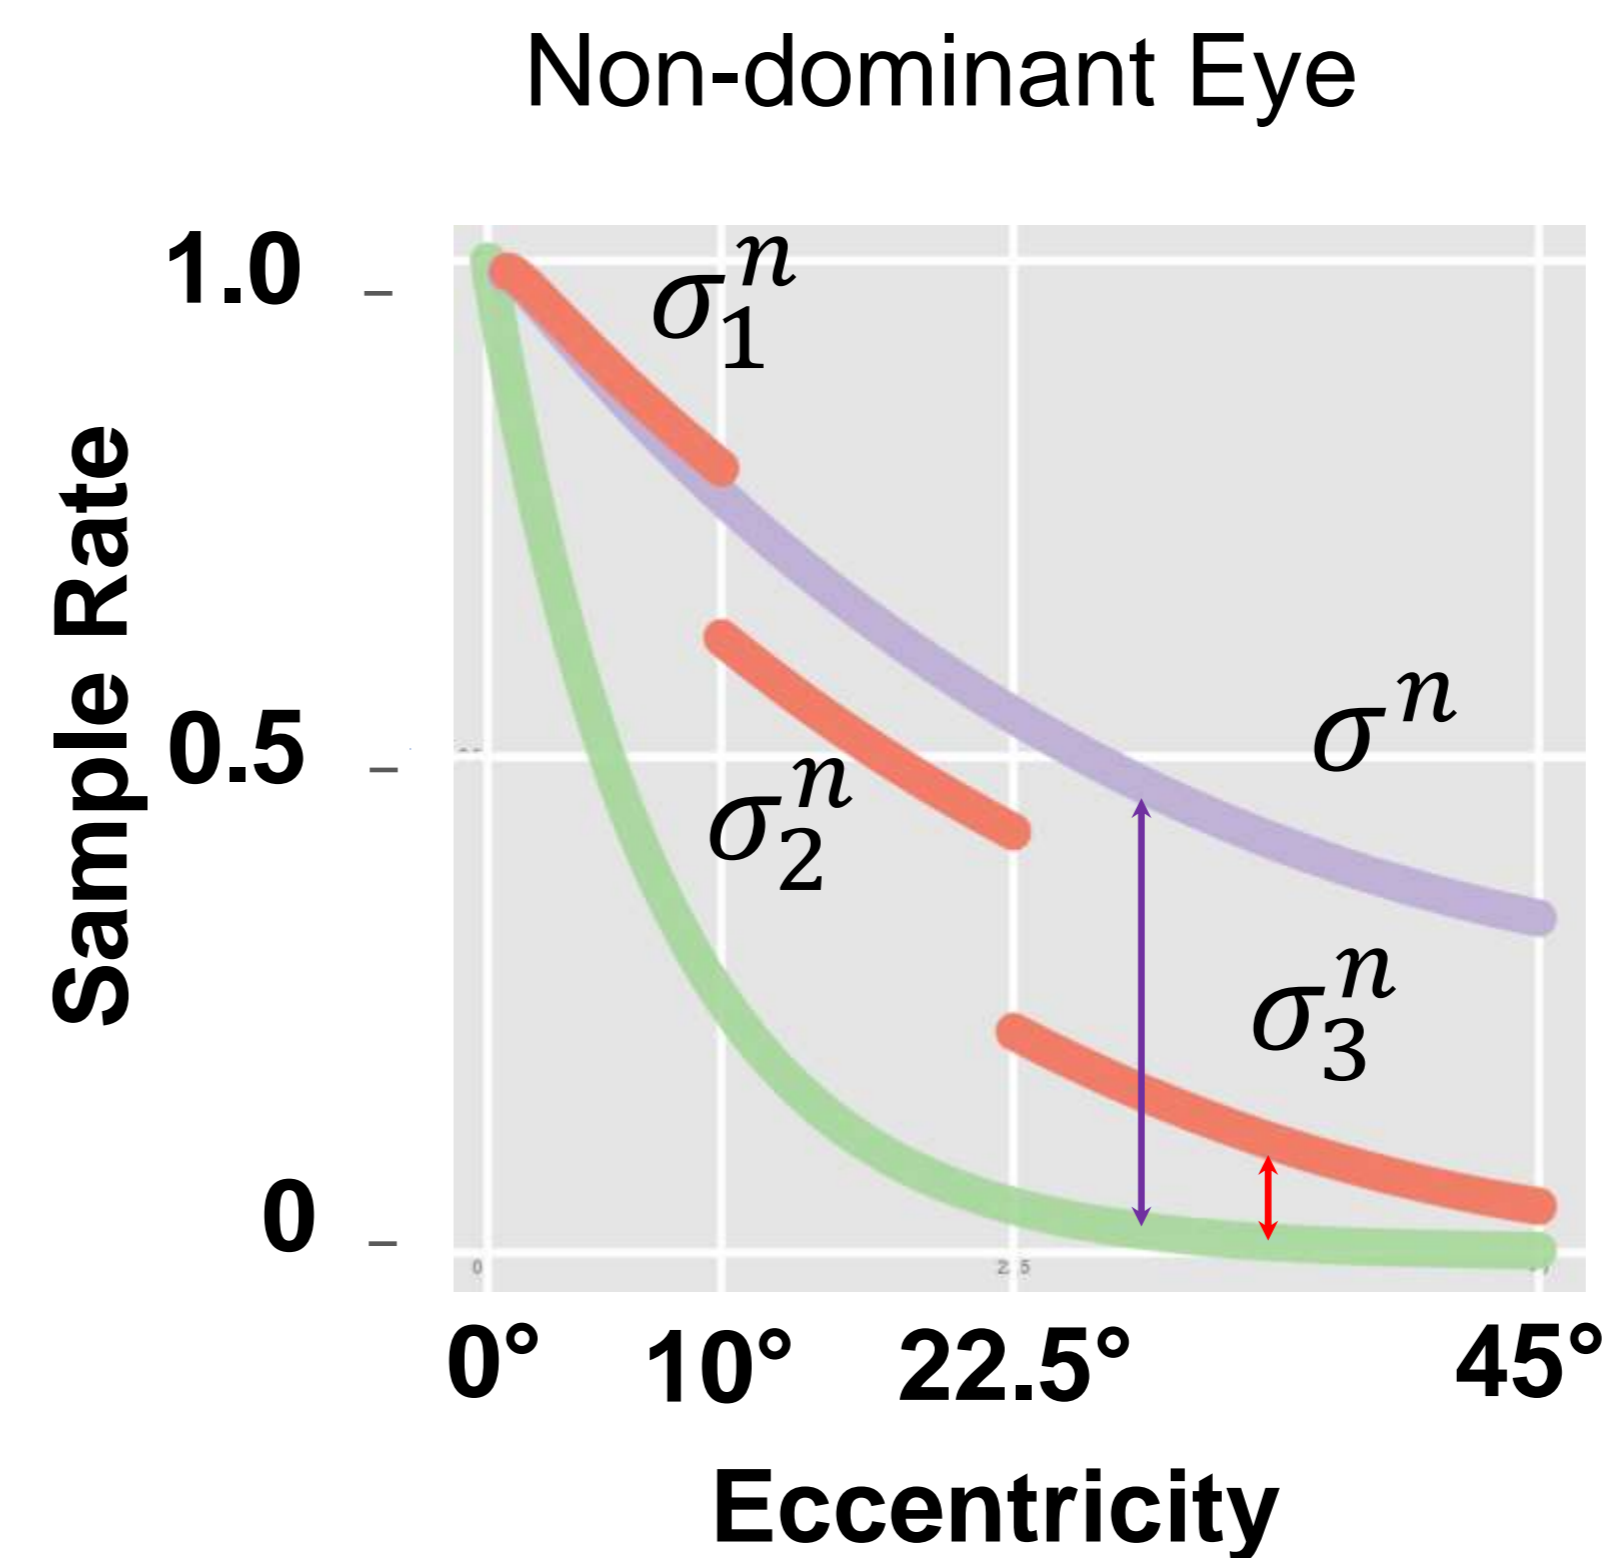 Non-dominant Eye
1.0
σ₁ⁿ
Sample Rate
0.5
σⁿ
σ₂ⁿ
σ₃ⁿ
0
0
0° 10° 22.5° 45°
Eccentricity